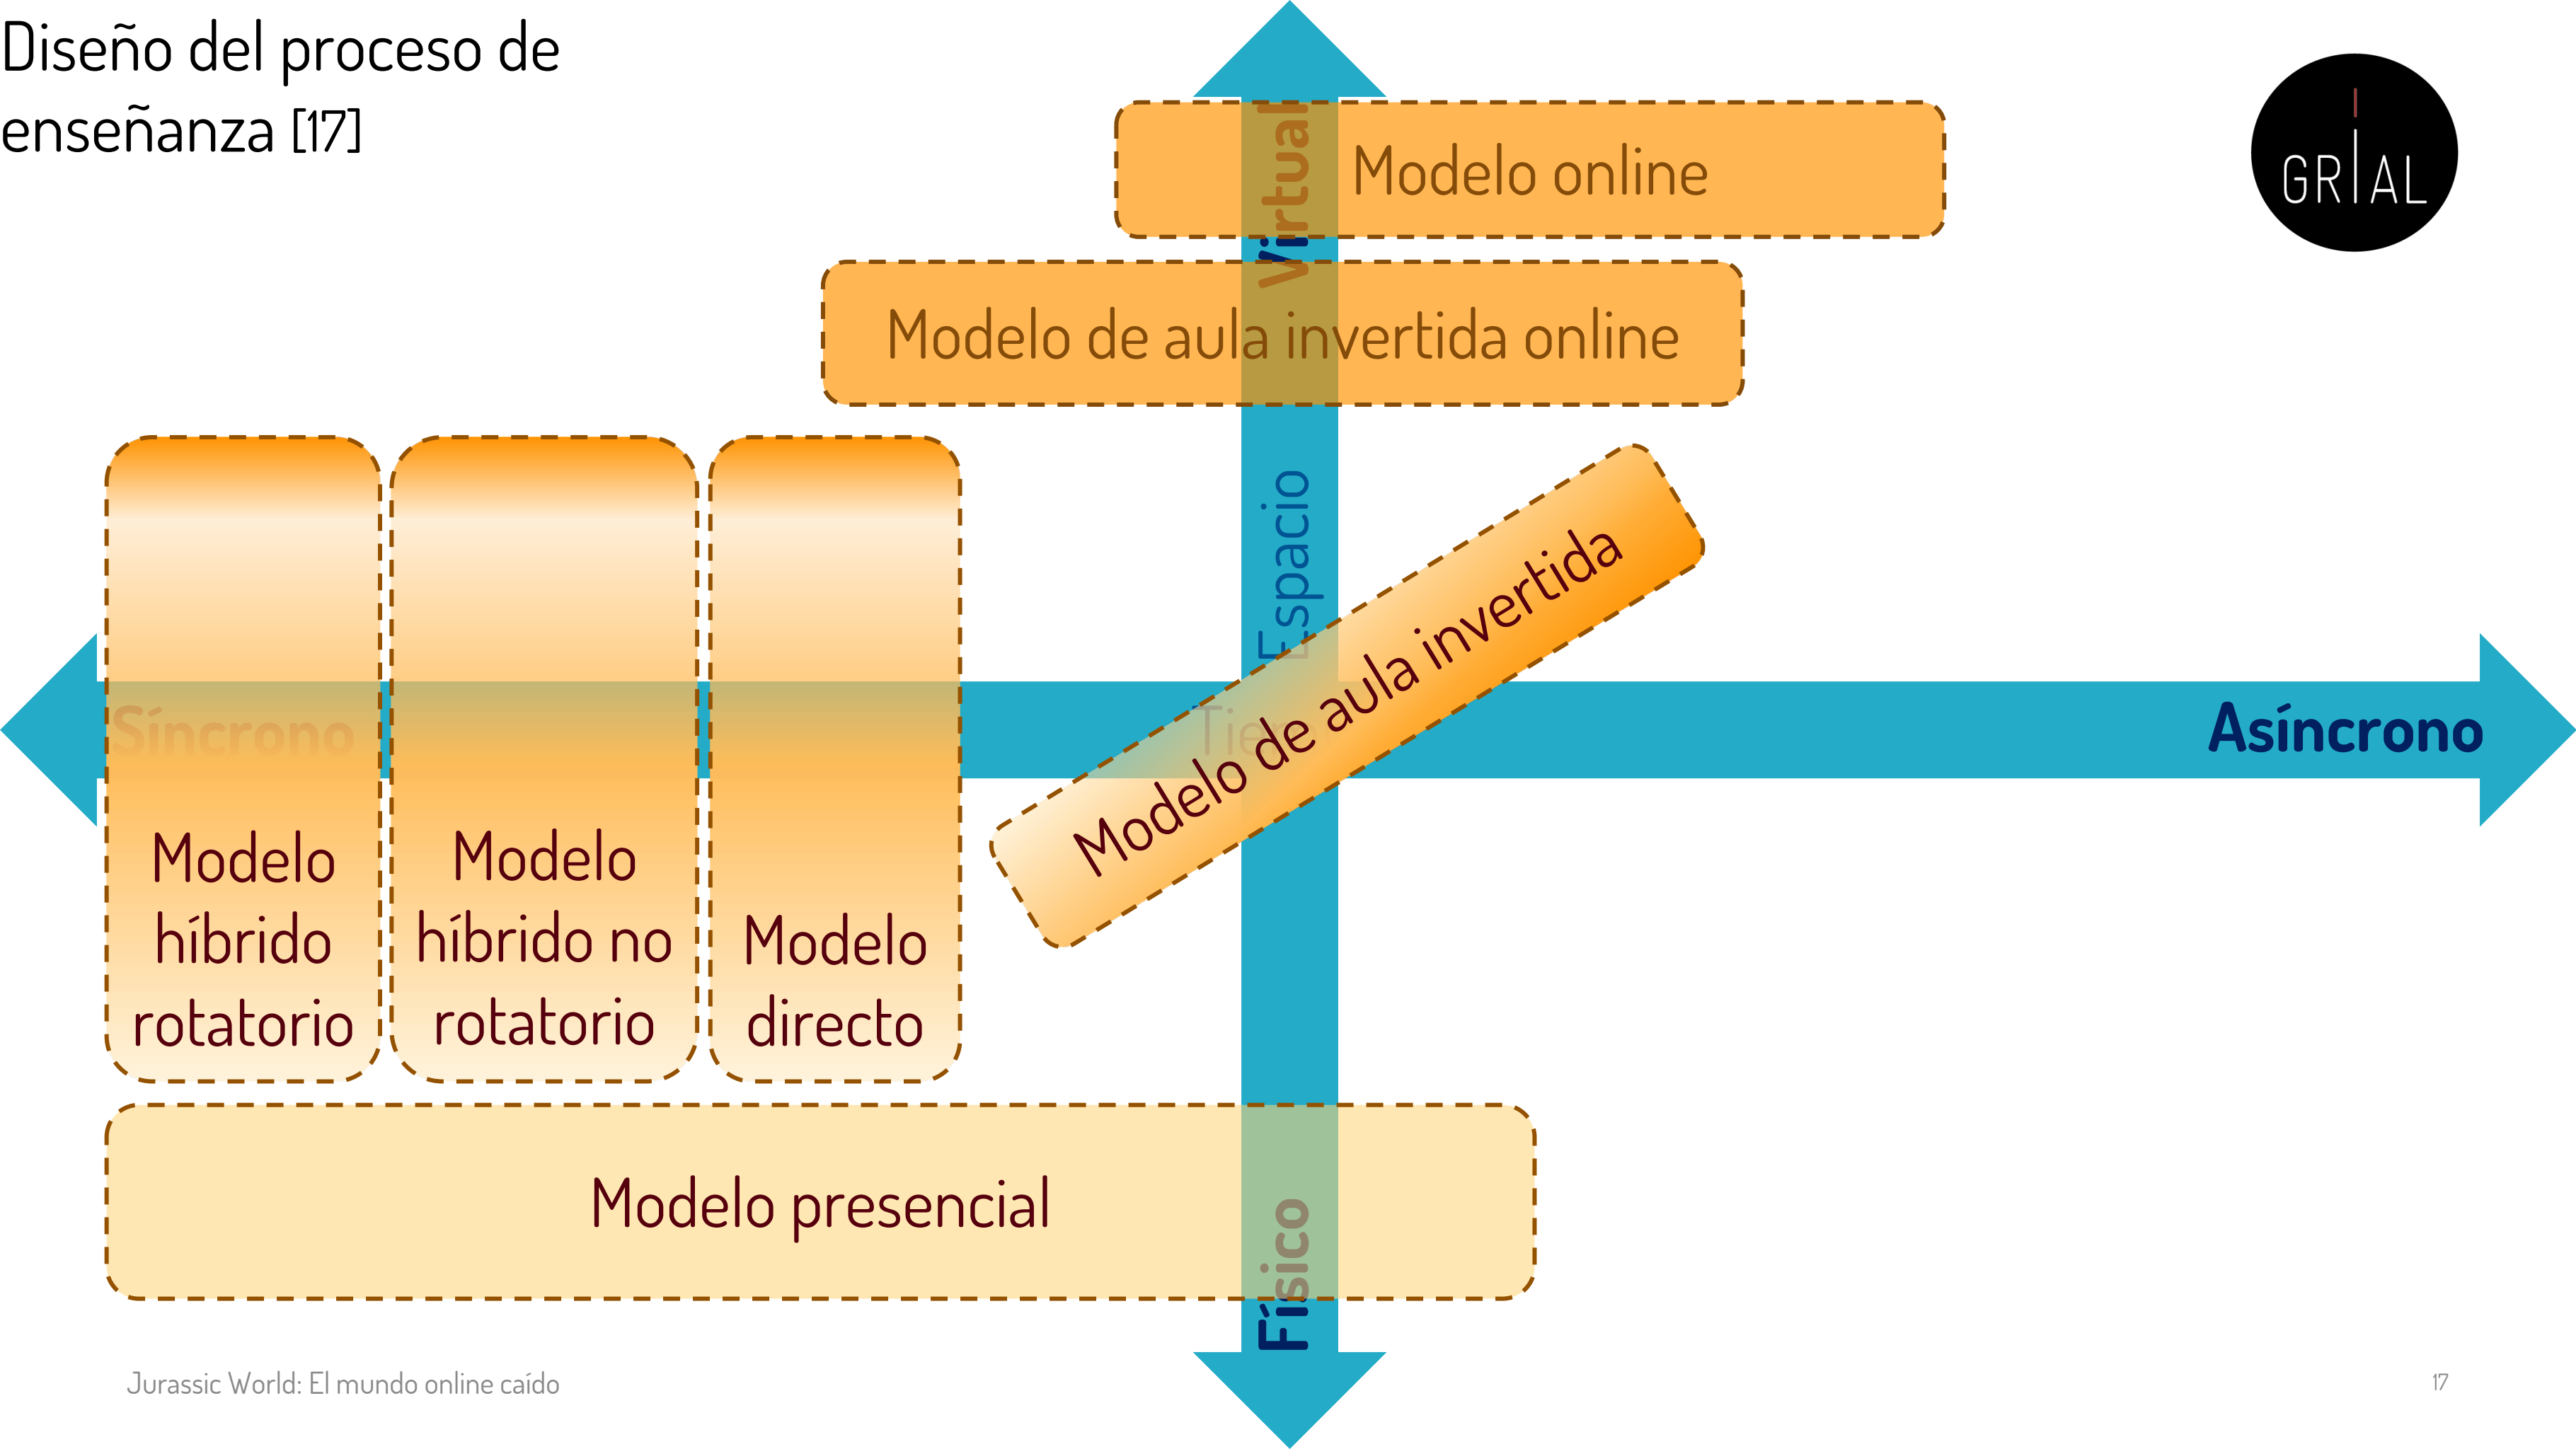 Diseño del proceso de
enseñanza [17]
GRIAL
Virtual
Modelo online
Modelo de aula invertida online
Espacio
Modelo de aula invertida
Síncrono
Asíncrono
Modelo
híbrido
rotatorio
Modelo
híbrido no
rotatorio
Modelo
directo
Modelo presencial
Físico
Jurassic World: El mundo online caído
17